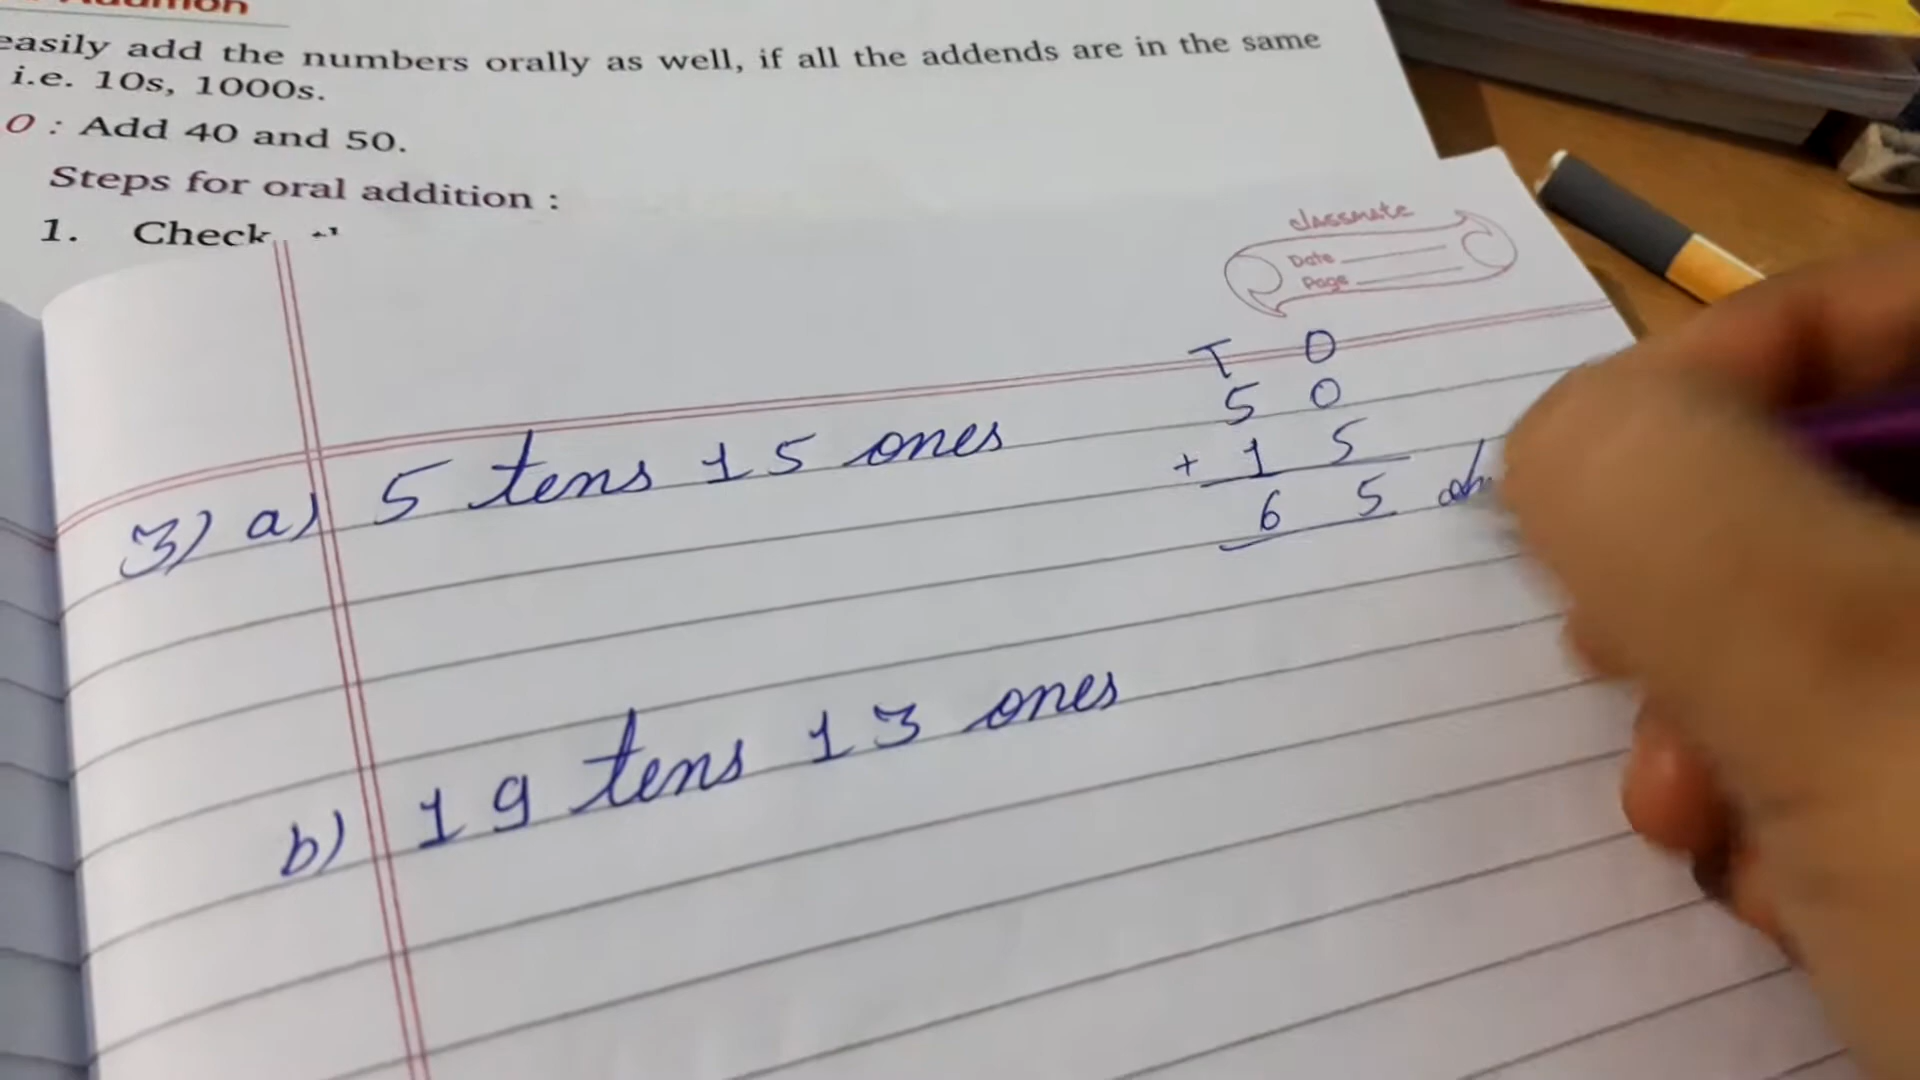 Addition
easily add the numbers orally as well, if all the addends are in the same
i.e. 10s, 1000s.
O : Add 40 and 50.
Steps for oral addition :
1. Check
classmate
Date
Page
T O
5 0
3) a) 5 tens 15 ones
+ 1 5
6 5
b) 19 tens 13 ones